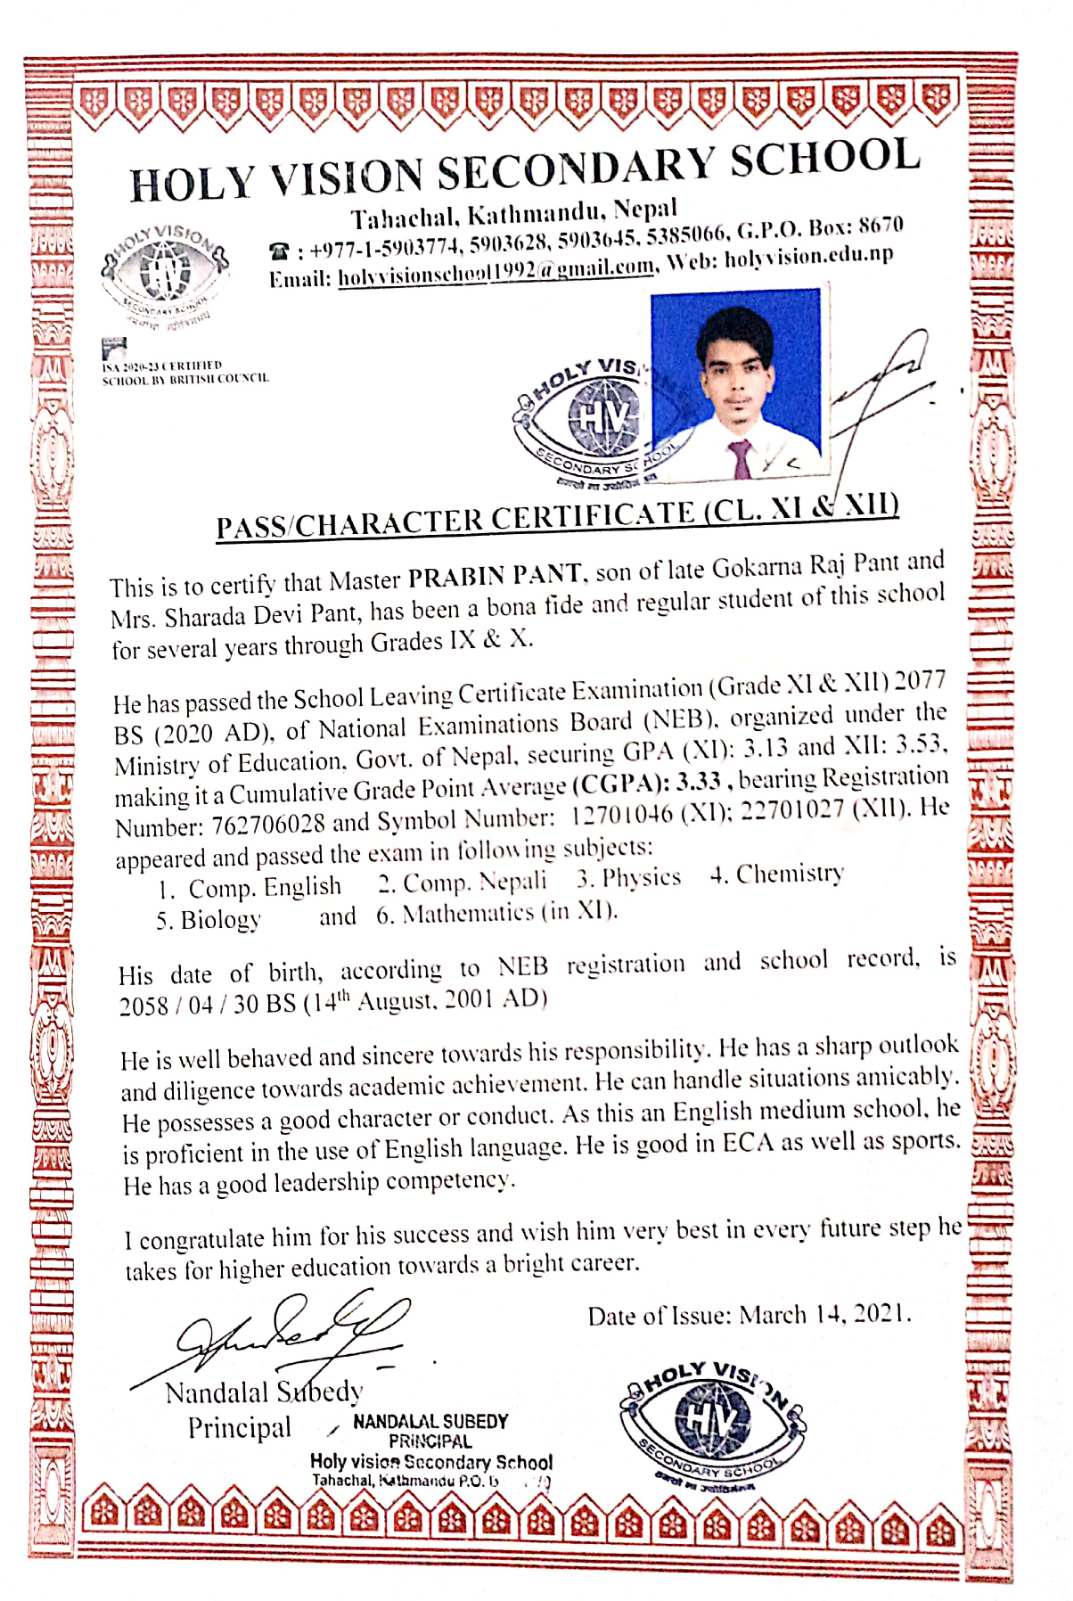 HOLY VISION SECONDARY SCHOOL
Tahachal, Kathmandu, Nepal
☎ : +977-1-5903774, 5903628, 5903645, 5385066, G.P.O. Box: 8670
Email: holyvisionschool1992@gmail.com, Web: holyvision.edu.np
HOLY VISION
HV
SECONDARY SCHOOL
ISA 2020-23 CERTIFIED
SCHOOL BY BRITISH COUNCIL
HOLY VISION
HV
SECONDARY SCHOOL
PASS/CHARACTER CERTIFICATE (CL. XI & XII)
This is to certify that Master PRABIN PANT, son of late Gokarna Raj Pant and
Mrs. Sharada Devi Pant, has been a bona fide and regular student of this school
for several years through Grades IX & X.
He has passed the School Leaving Certificate Examination (Grade XI & XII) 2077
BS (2020 AD), of National Examinations Board (NEB), organized under the
Ministry of Education, Govt. of Nepal, securing GPA (XI): 3.13 and XII: 3.53,
making it a Cumulative Grade Point Average (CGPA): 3.33 , bearing Registration
Number: 762706028 and Symbol Number: 12701046 (XI); 22701027 (XII). He
appeared and passed the exam in following subjects:
1. Comp. English 2. Comp. Nepali 3. Physics 4. Chemistry
5. Biology and 6. Mathematics (in XI).
His date of birth, according to NEB registration and school record, is
2058 / 04 / 30 BS (14th August, 2001 AD)
He is well behaved and sincere towards his responsibility. He has a sharp outlook
and diligence towards academic achievement. He can handle situations amicably.
He possesses a good character or conduct. As this an English medium school, he
is proficient in the use of English language. He is good in ECA as well as sports.
He has a good leadership competency.
I congratulate him for his success and wish him very best in every future step he
takes for higher education towards a bright career.
Date of Issue: March 14, 2021.
Nandalal Subedy
Principal
NANDALAL SUBEDY
PRINCIPAL
Holy vision Secondary School
Tahachal, Kathmandu P.O.
HOLY VISION
HV
SECONDARY SCHOOL